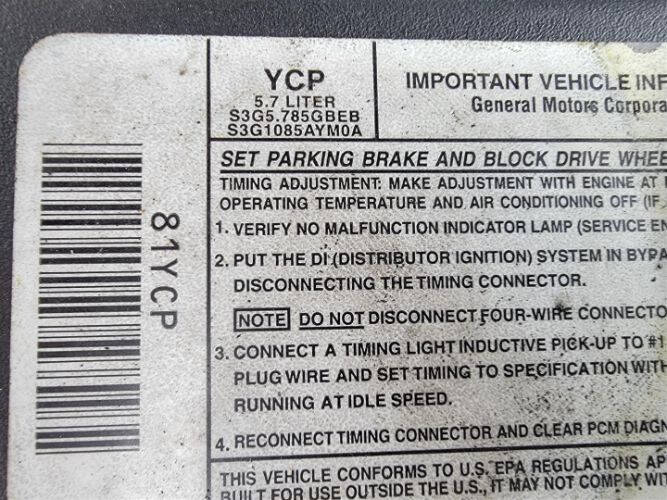 YCP
5.7 LITER
S3G5.785GBEB
S3G1085AYM0A
IMPORTANT VEHICLE INF
General Motors Corpora
81YCP
SET PARKING BRAKE AND BLOCK DRIVE WHEE
TIMING ADJUSTMENT: MAKE ADJUSTMENT WITH ENGINE AT
OPERATING TEMPERATURE AND AIR CONDITIONING OFF (IF
1. VERIFY NO MALFUNCTION INDICATOR LAMP (SERVICE EN
2. PUT THE DI (DISTRIBUTOR IGNITION) SYSTEM IN BYPA
DISCONNECTING THE TIMING CONNECTOR.
NOTE DO NOT DISCONNECT FOUR-WIRE CONNECTO
3. CONNECT A TIMING LIGHT INDUCTIVE PICK-UP TO #1
PLUG WIRE AND SET TIMING TO SPECIFICATION WITH
RUNNING AT IDLE SPEED.
4. RECONNECT TIMING CONNECTOR AND CLEAR PCM DIAGN
THIS VEHICLE CONFORMS TO U.S. EPA REGULATIONS AP
BUILT FOR USE OUTSIDE THE U.S., IT MAY NOT COMPLY WI